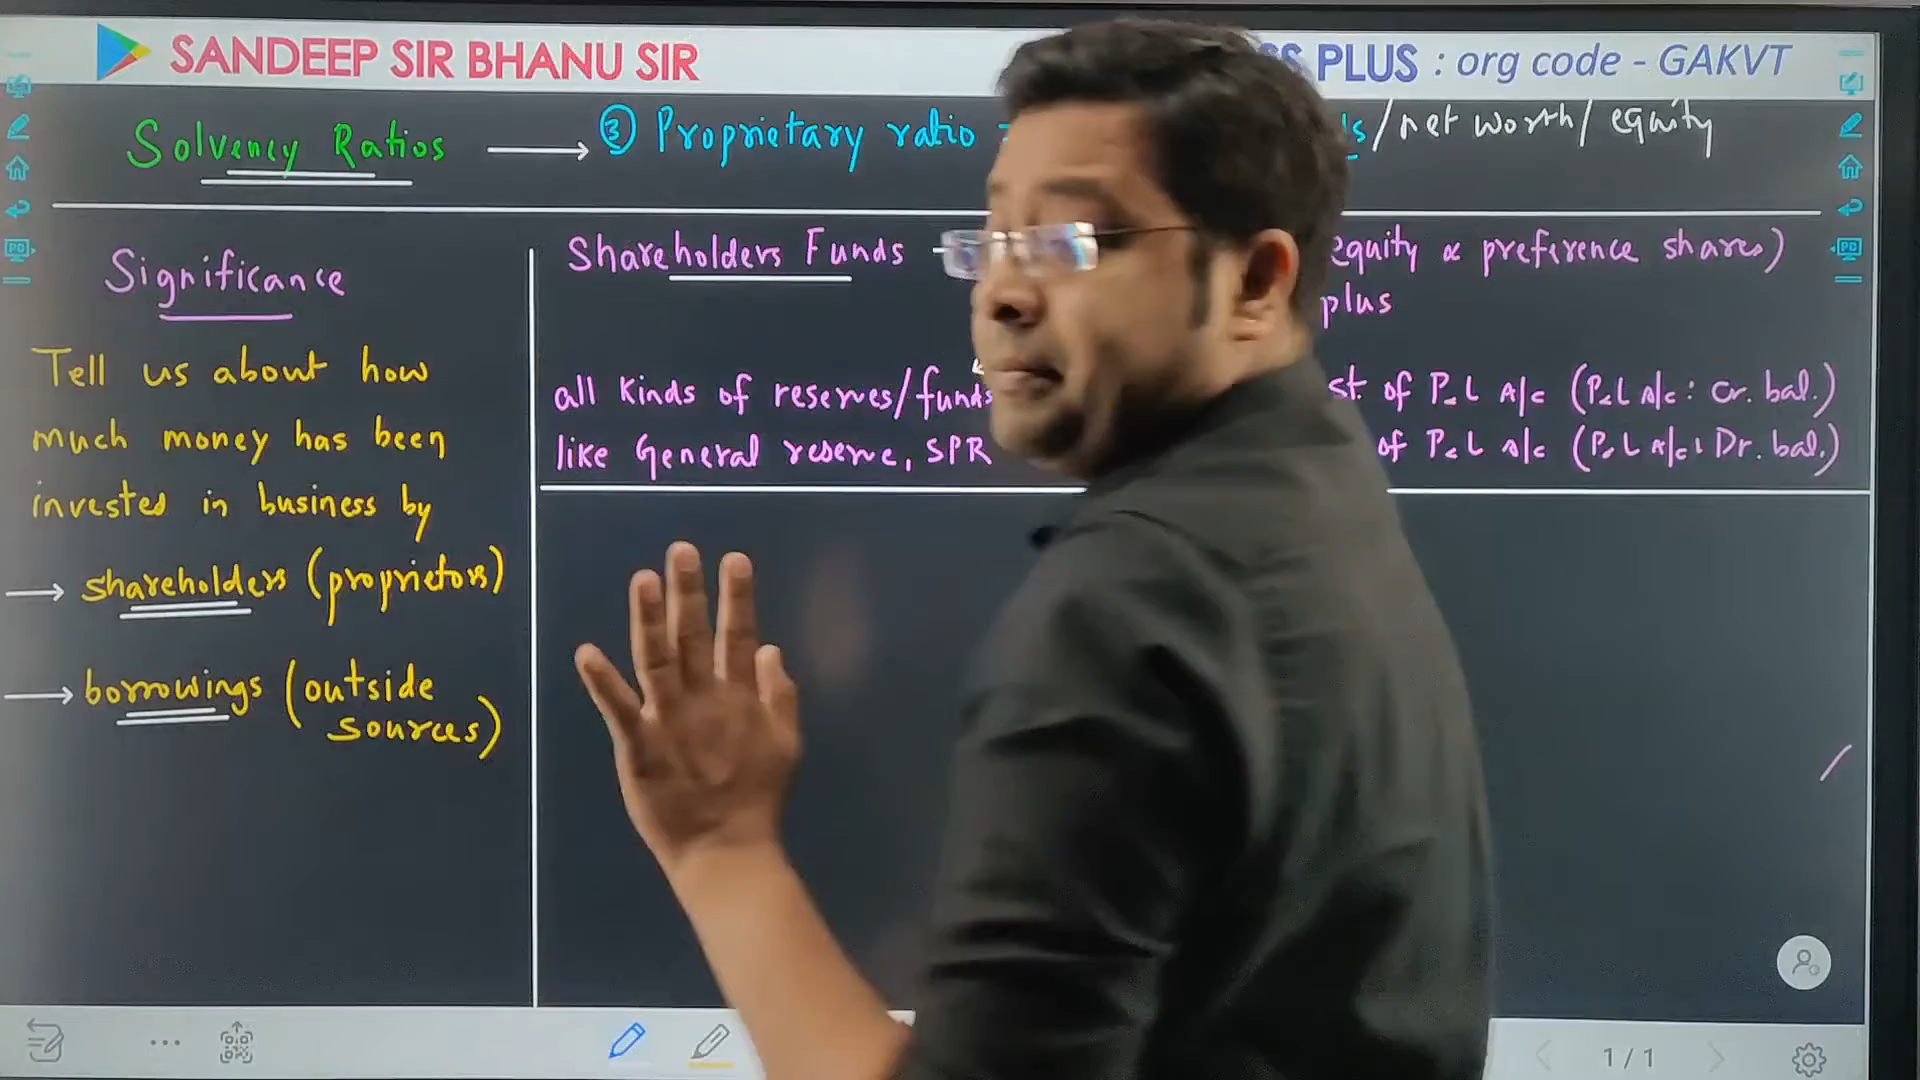 SANDEEP SIR BHANU SIR
PLUS : org code - GAKVT
Solvency Ratios → ③ Proprietary ratio /net worth/ equity
Significance
Tell us about how
much money has been
invested in business by
→ shareholders (proprietors)
→ borrowings (outside
sources)
Shareholders Funds equity & preference shares)
plus
all kinds of reserves/funds of P&L A/c (P&L A/c: Cr. bal.)
like General reserve, SPR of P&L A/c (P&L A/c: Dr. bal.)
1 / 1